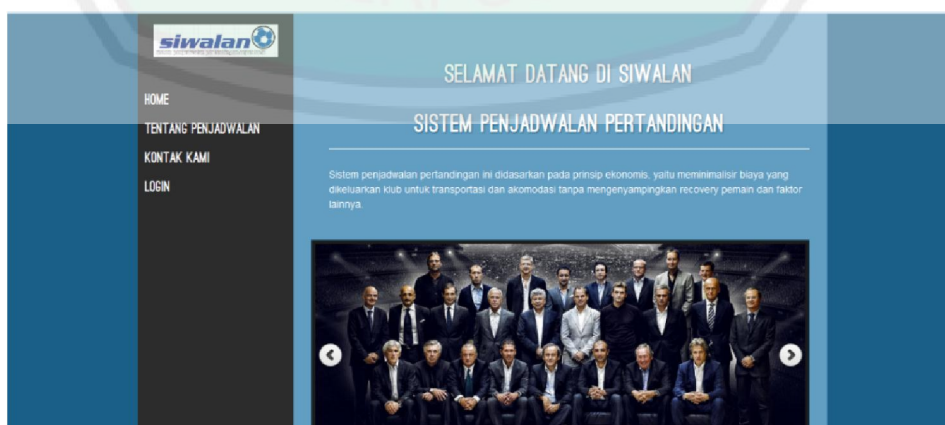 siwalan
HOME
TENTANG PENJADWALAN
KONTAK KAMI
LOGIN
SELAMAT DATANG DI SIWALAN
SISTEM PENJADWALAN PERTANDINGAN
Sistem penjadwalan pertandingan ini didasarkan pada prinsip ekonomis, yaitu meminimalisir biaya yang
dikeluarkan klub untuk transportasi dan akomodasi tanpa mengenyampingkan recovery pemain dan faktor
lainnya.